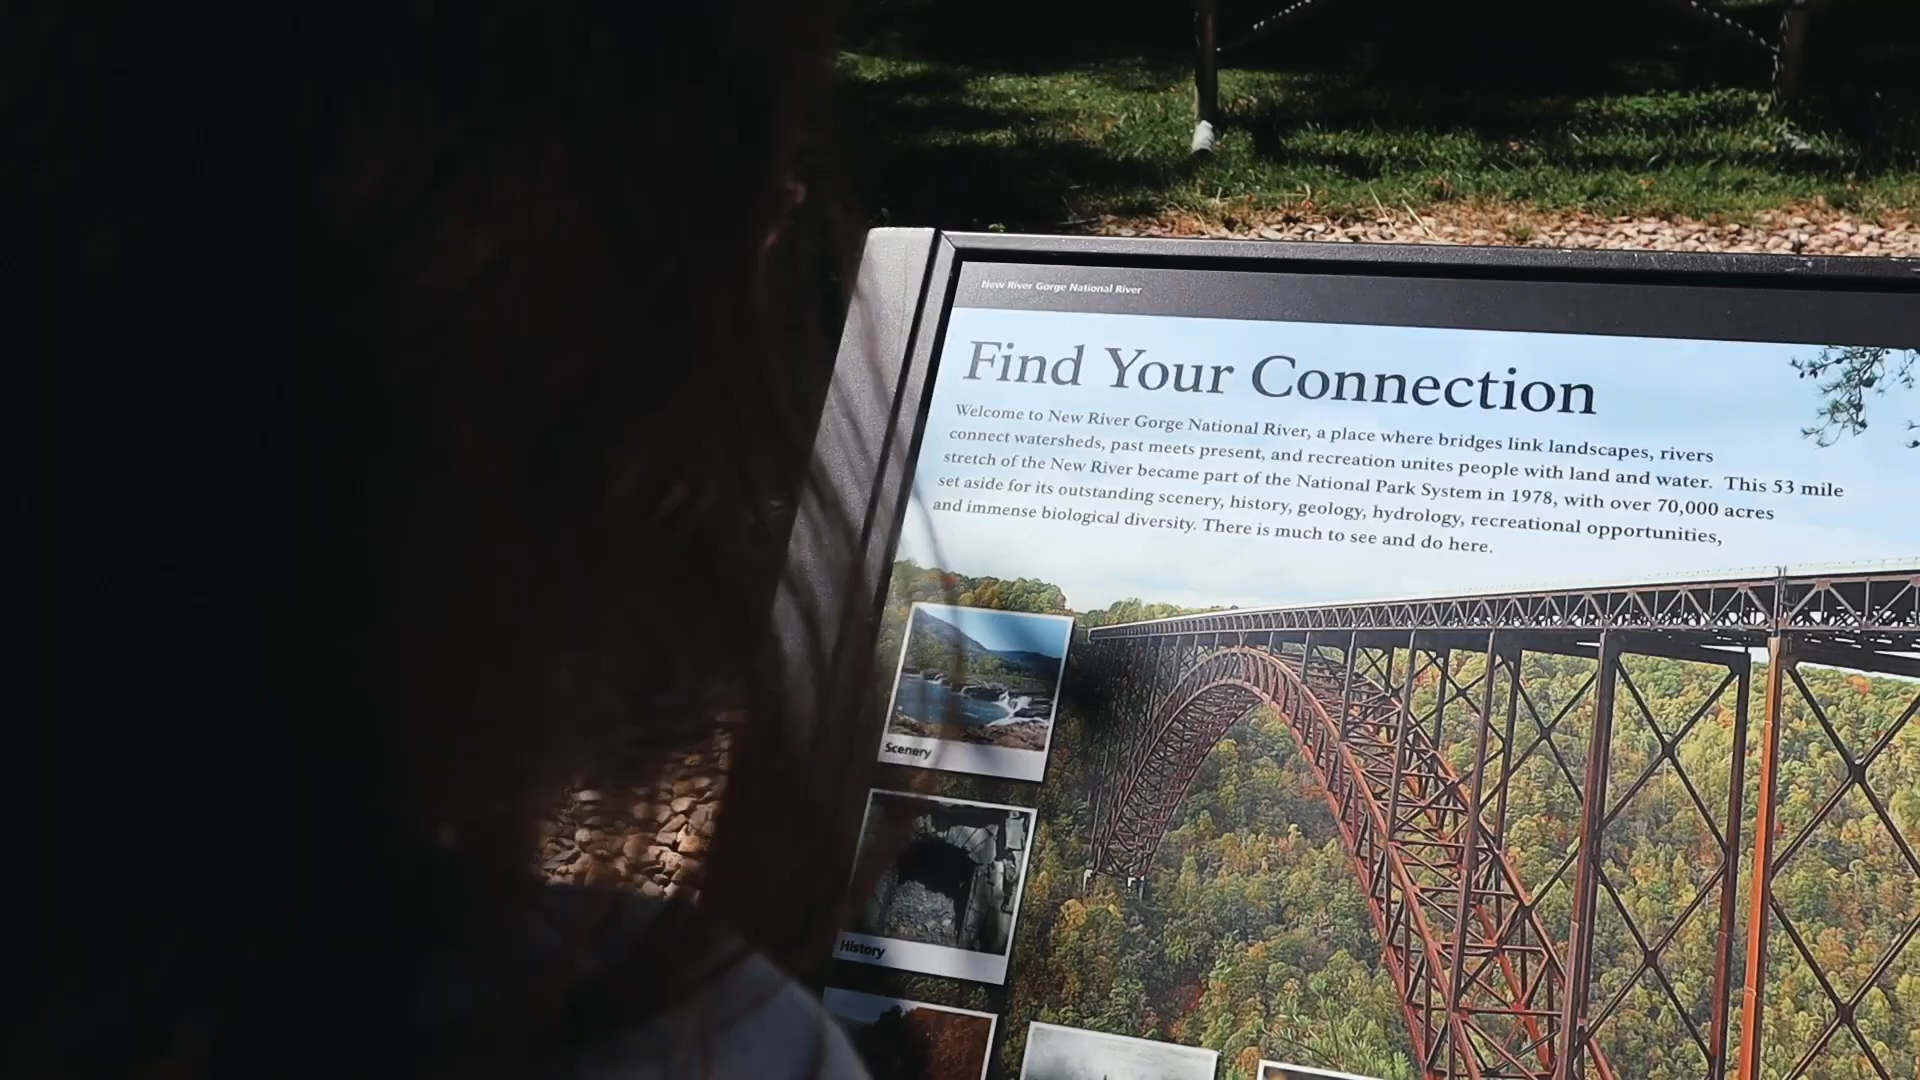 New River Gorge National River
Find Your Connection
Welcome to New River Gorge National River, a place where bridges link landscapes, rivers
connect watersheds, past meets present, and recreation unites people with land and water. This 53 mile
stretch of the New River became part of the National Park System in 1978, with over 70,000 acres
set aside for its outstanding scenery, history, geology, hydrology, recreational opportunities,
and immense biological diversity. There is much to see and do here.
Scenery
History